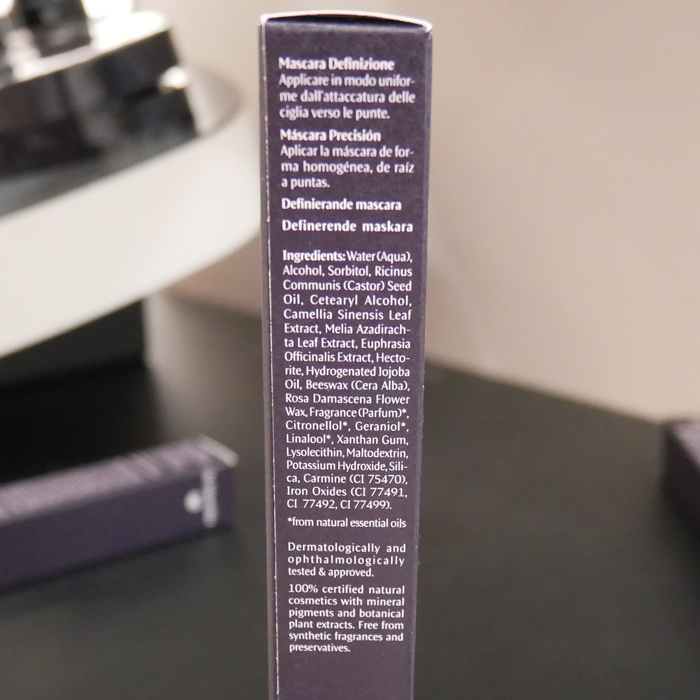 Mascara Definizione
Applicare in modo unifor-
me dall'attaccatura delle
ciglia verso le punte.
Máscara Precisión
Aplicar la máscara de for-
ma homogénea, de raíz
a puntas.
Definierande mascara
Definerende maskara
Ingredients: Water (Aqua),
Alcohol, Sorbitol, Ricinus
Communis (Castor) Seed
Oil, Cetearyl Alcohol,
Camellia Sinensis Leaf
Extract, Melia Azadirach-
ta Leaf Extract, Euphrasia
Officinalis Extract, Hecto-
rite, Hydrogenated Jojoba
Oil, Beeswax (Cera Alba),
Rosa Damascena Flower
Wax, Fragrance (Parfum)*,
Citronellol*, Geraniol*,
Linalool*, Xanthan Gum,
Lysolecithin, Maltodextrin,
Potassium Hydroxide, Sili-
ca, Carmine (CI 75470),
Iron Oxides (CI 77491,
CI 77492, CI 77499).
*from natural essential oils
Dermatologically and
ophthalmologically
tested & approved.
100% certified natural
cosmetics with mineral
pigments and botanical
plant extracts. Free from
synthetic fragrances and
preservatives.